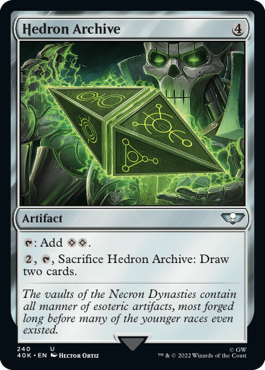 Hedron Archive 4
Artifact
: Add .
2, , Sacrifice Hedron Archive: Draw
two cards.
The vaults of the Necron Dynasties contain
all manner of esoteric artifacts, most forged
long before many of the younger races even
existed.
240 U © GW
40K • EN HECTOR ORTIZ ™ & © 2022 Wizards of the Coast